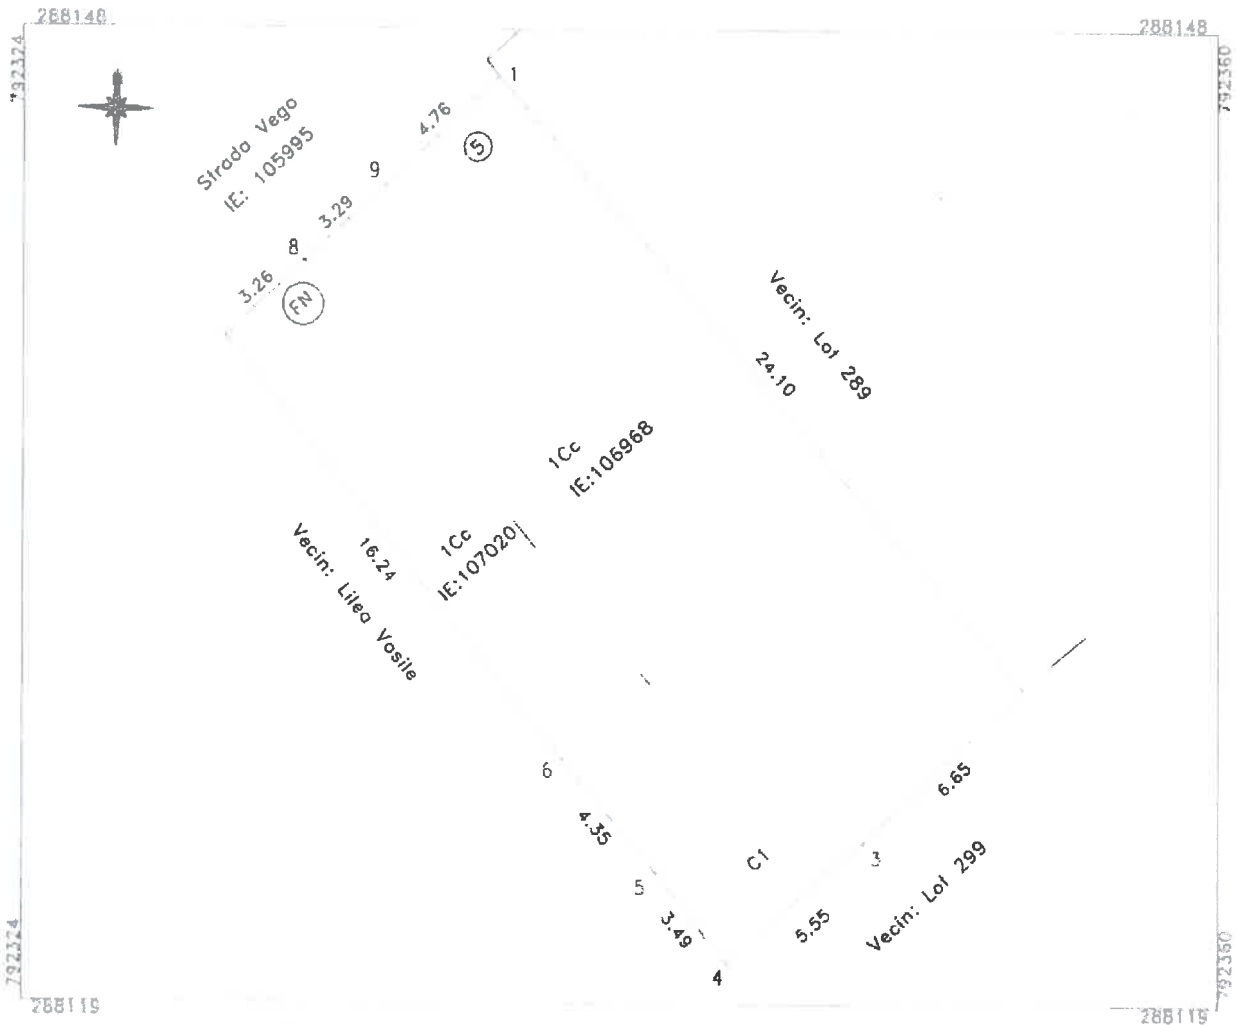 288148
288148
792324
792360
1
4.76
5
Strada Vega
IE: 105995
9
3.29
8
3.26
FN
Vecin: Lot 289
24.10
1Cc
IE:106968
1Cc
IE:107020
16.24
Vecin: Lilea Vasile
6
4.35
5
3.49
4
C1
3
5.55
6.65
Vecin: Lot 299
792324
792360
288119
288119